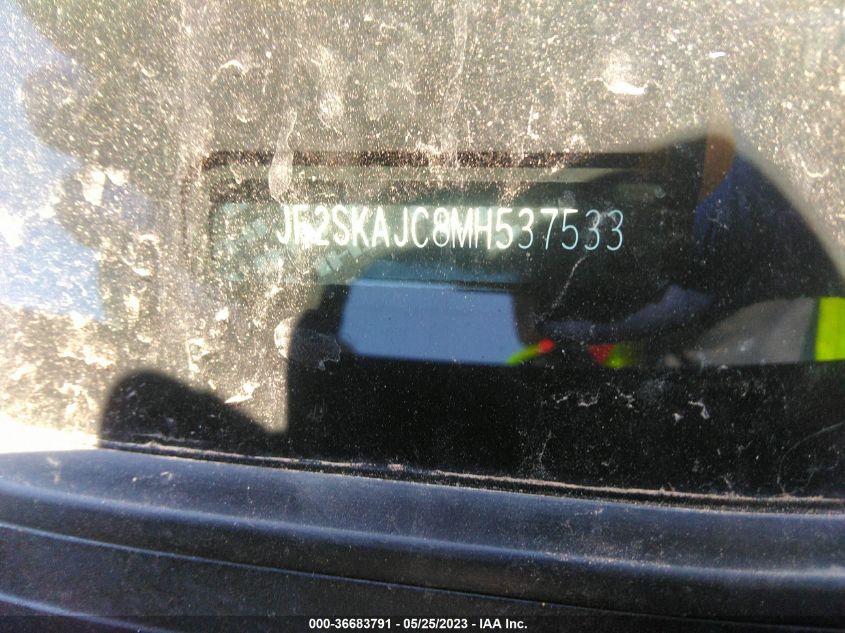 JF2SKAJC8MH537533
000-36683791 / 05/25/2023 - IAA Inc.